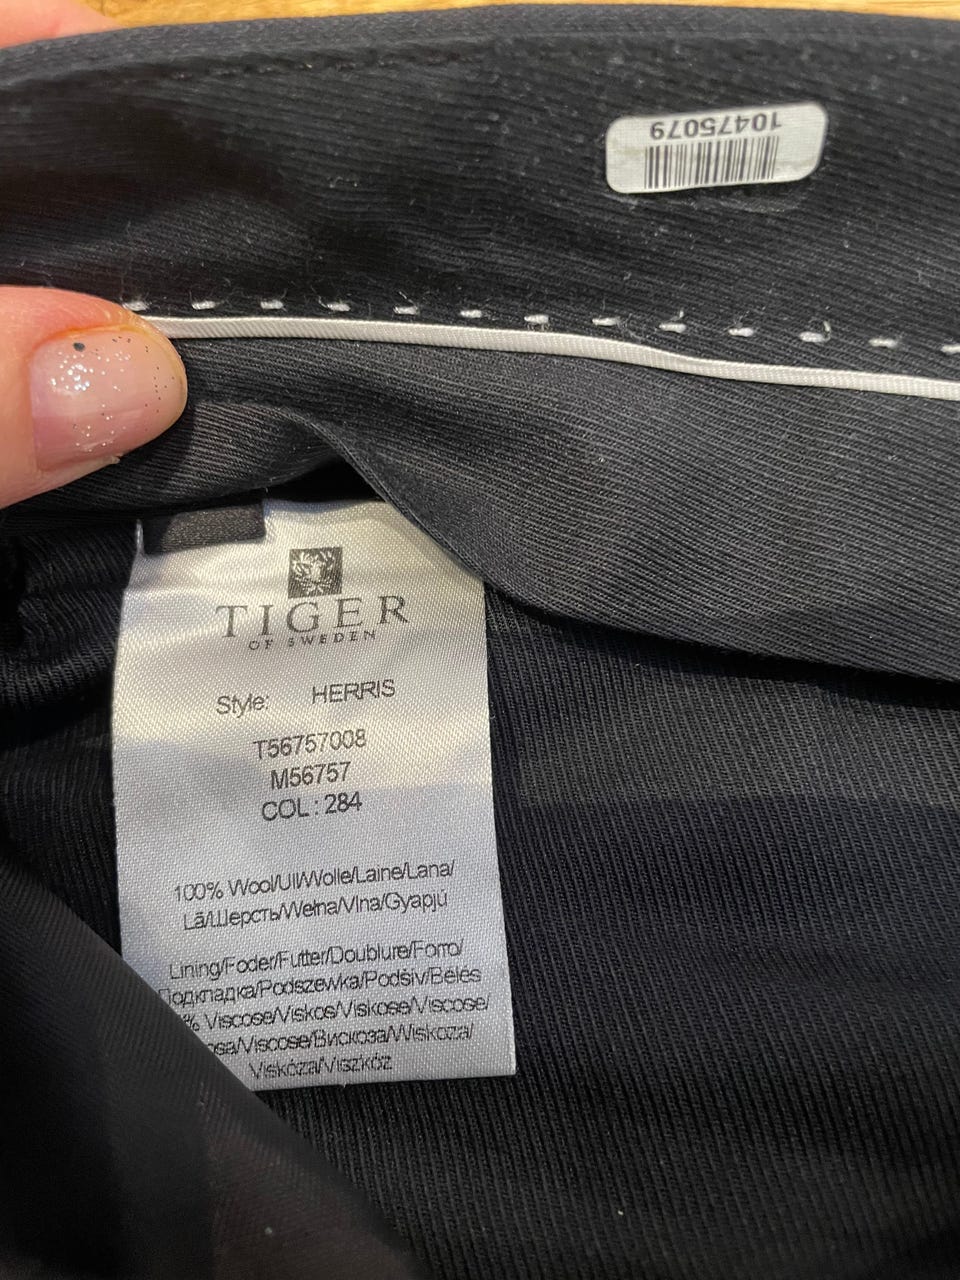 10475079
TIGER
OF SWEDEN
Style: HERRIS
T56757008
M56757
COL : 284
100% Wool/Ull/Wolle/Laine/Lana/
Lã/Шерсть/Wełna/Vlna/Gyapjú
Lining/Foder/Futter/Doublure/Forro/
Подкладка/Podszewka/Podšiv/Bélés
% Viscose/Viskos/Viskose/Viscose/
osa/Viscose/Вискоза/Wiskoza/
Viskóza/Viszkóz